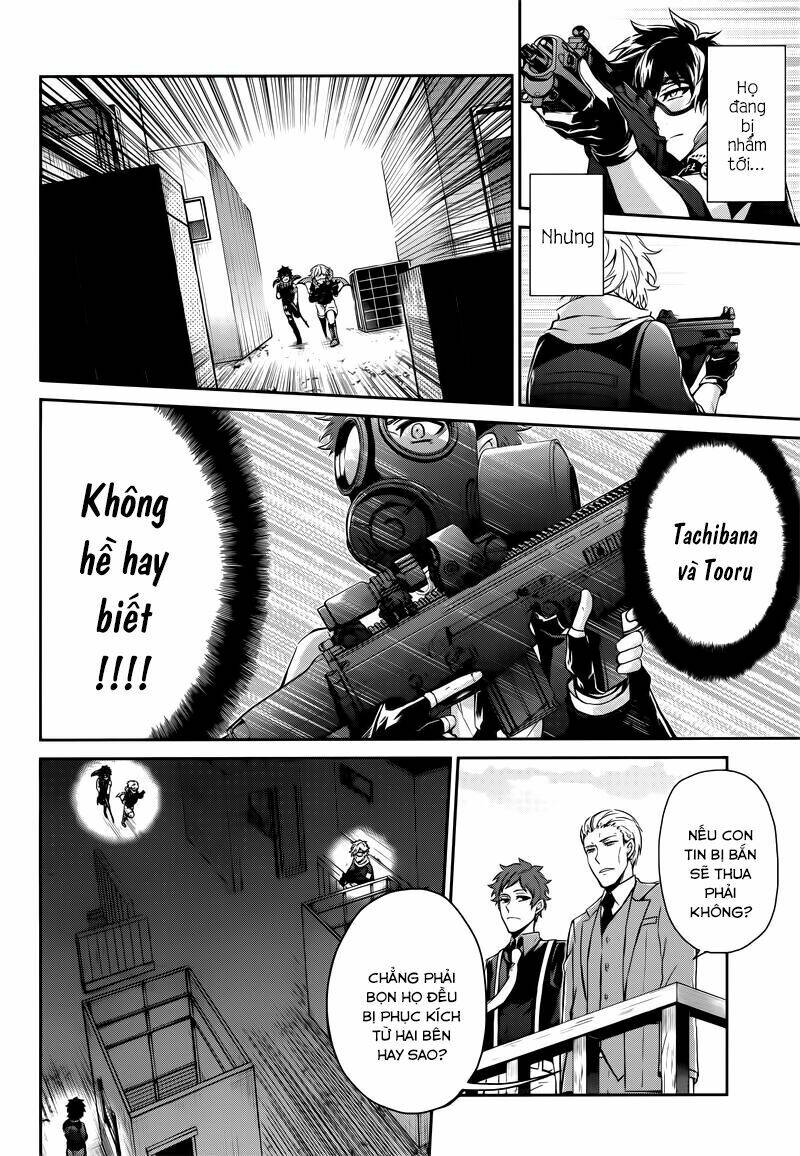 Họ
đang
bị
nhắm
tới...
Nhưng
Tachibana
và Tooru
Không
hề hay
biết
!!!!
NẾU CON
TIN BỊ BẮN
SẼ THUA
PHẢI
KHÔNG?
CHẲNG PHẢI
BỌN HỌ ĐỀU
BỊ PHỤC KÍCH
TỪ HAI BÊN
HAY SAO?